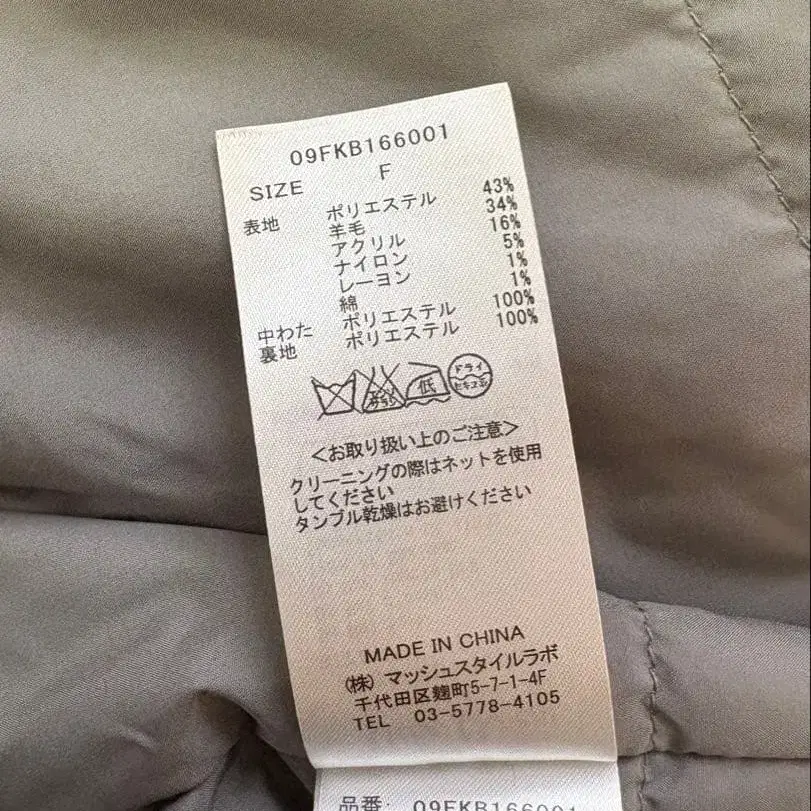 09FKB166001
SIZE F
表地 ポリエステル 43%
羊毛 34%
アクリル 16%
ナイロン 5%
レーヨン 1%
綿 1%
中わた ポリエステル 100%
裏地 ポリエステル 100%
低 ドライ
セキユ系
<お取り扱い上のご注意>
クリーニングの際はネットを使用
してください
タンブル乾燥はお避けください
MADE IN CHINA
(株) マッシュスタイルラボ
千代田区麹町5-7-1-4F
TEL 03-5778-4105
品番: 09FKB166001